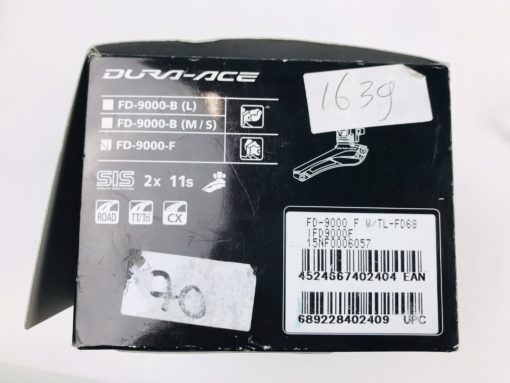 DURA-ACE
FD-9000-B (L)
FD-9000-B (M/S)
FD-9000-F
SIS 2x 11s
ROAD TT/Tri CX
1639
90
FD-9000 F W/TL-FD68
IFD9000F
15NF0006057
4524667402404 EAN
689228402409 UPC